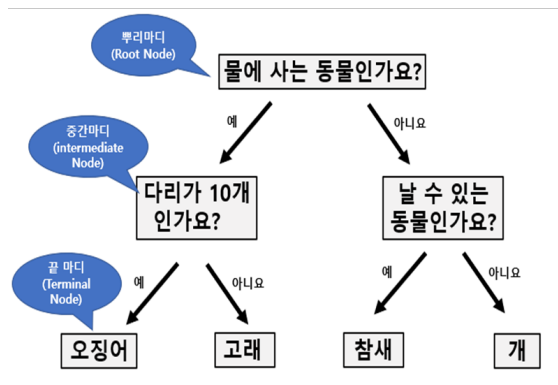 뿌리마디
(Root Node)
물에 사는 동물인가요?
예
아니요
중간마디
(intermediate
Node)
다리가 10개
인가요?
날 수 있는
동물인가요?
끝 마디
(Terminal
Node)
예
아니요
예
아니요
오징어
고래
참새
개